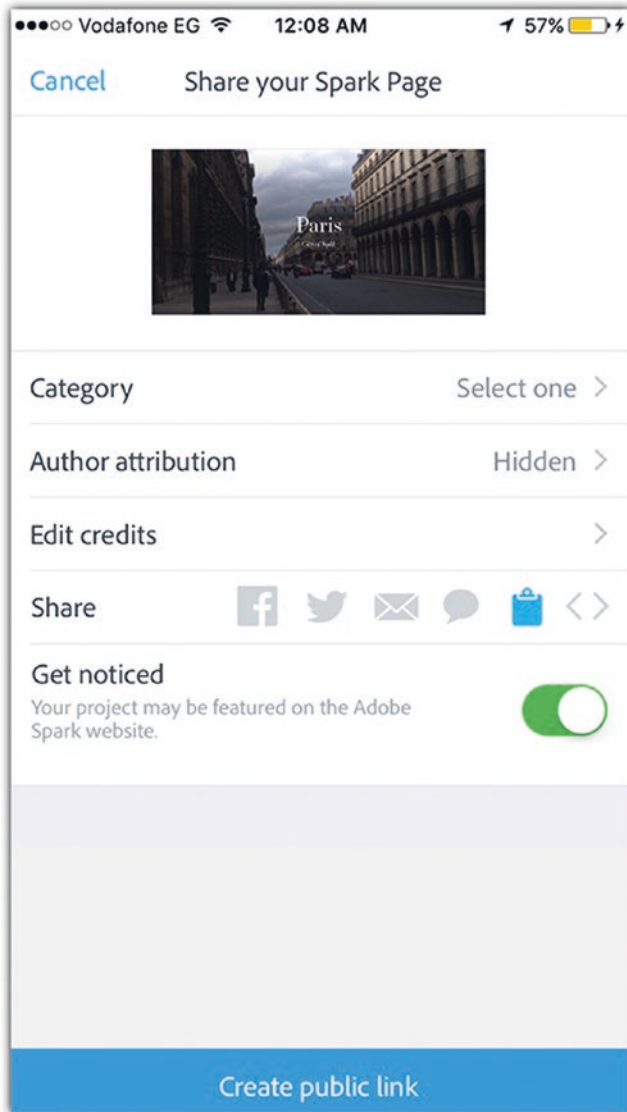 Vodafone EG 12:08 AM 57%
Cancel Share your Spark Page
Paris
Category Select one
Author attribution Hidden
Edit credits
Share
Get noticed
Your project may be featured on the Adobe
Spark website.
Create public link